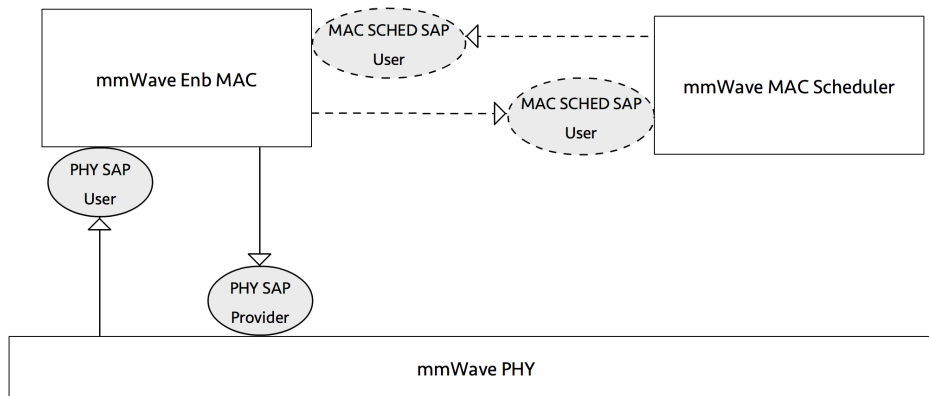 mmWave Enb MAC
MAC SCHED SAP
User
MAC SCHED SAP
User
mmWave MAC Scheduler
PHY SAP
User
PHY SAP
Provider
mmWave PHY